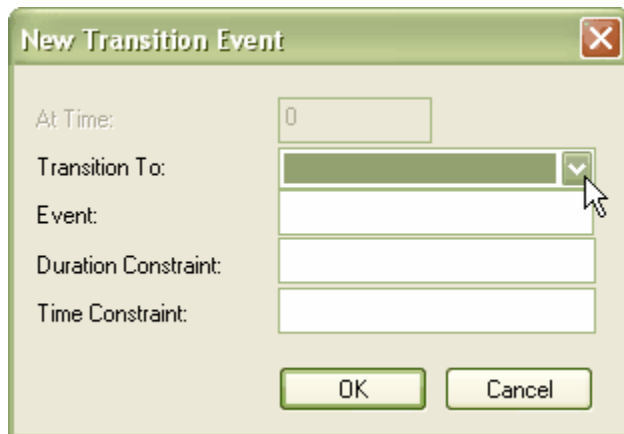 New Transition Event
At Time: 0
Transition To:
Event:
Duration Constraint:
Time Constraint:
OK Cancel